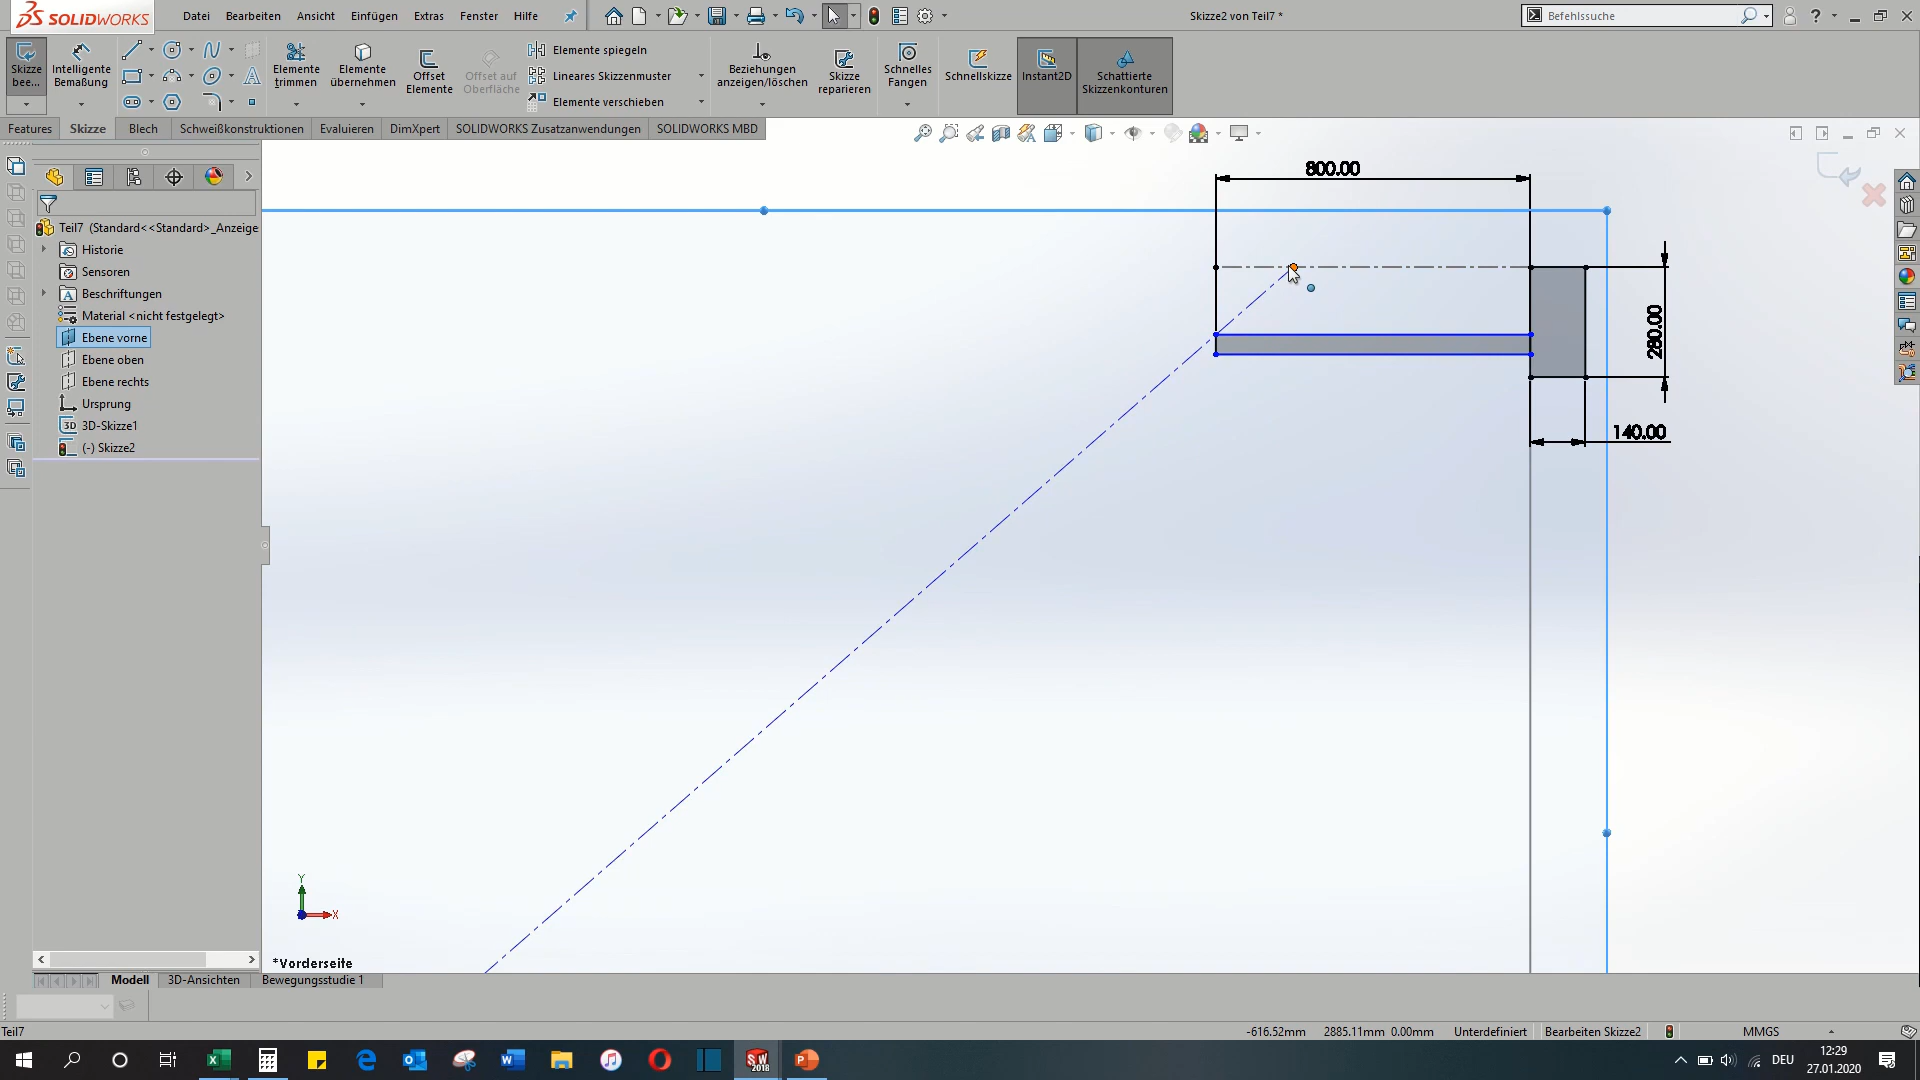 SOLIDWORKS
Datei Bearbeiten Ansicht Einfügen Extras Fenster Hilfe
Skizze2 von Teil7 *
Befehlssuche
Skizze bee...
Intelligente Bemaßung
Elemente trimmen
Elemente übernehmen
Offset Elemente
Offset auf Oberfläche
Elemente spiegeln
Lineares Skizzenmuster
Elemente verschieben
Beziehungen anzeigen/löschen
Skizze reparieren
Schnelles Fangen
Schnellskizze
Instant2D
Schattierte Skizzenkonturen
Features Skizze Blech Schweißkonstruktionen Evaluieren DimXpert SOLIDWORKS Zusatzanwendungen SOLIDWORKS MBD
Teil7 (Standard<<Standard>_Anzeige
Historie
Sensoren
Beschriftungen
Material <nicht festgelegt>
Ebene vorne
Ebene oben
Ebene rechts
Ursprung
3D-Skizze1
(-) Skizze2
800.00
280.00
140.00
Y
X
*Vorderseite
Modell 3D-Ansichten Bewegungsstudie 1
Teil7
-616.52mm 2885.11mm 0.00mm Unterdefiniert Bearbeiten Skizze2 MMGS
DEU
12:29
27.01.2020